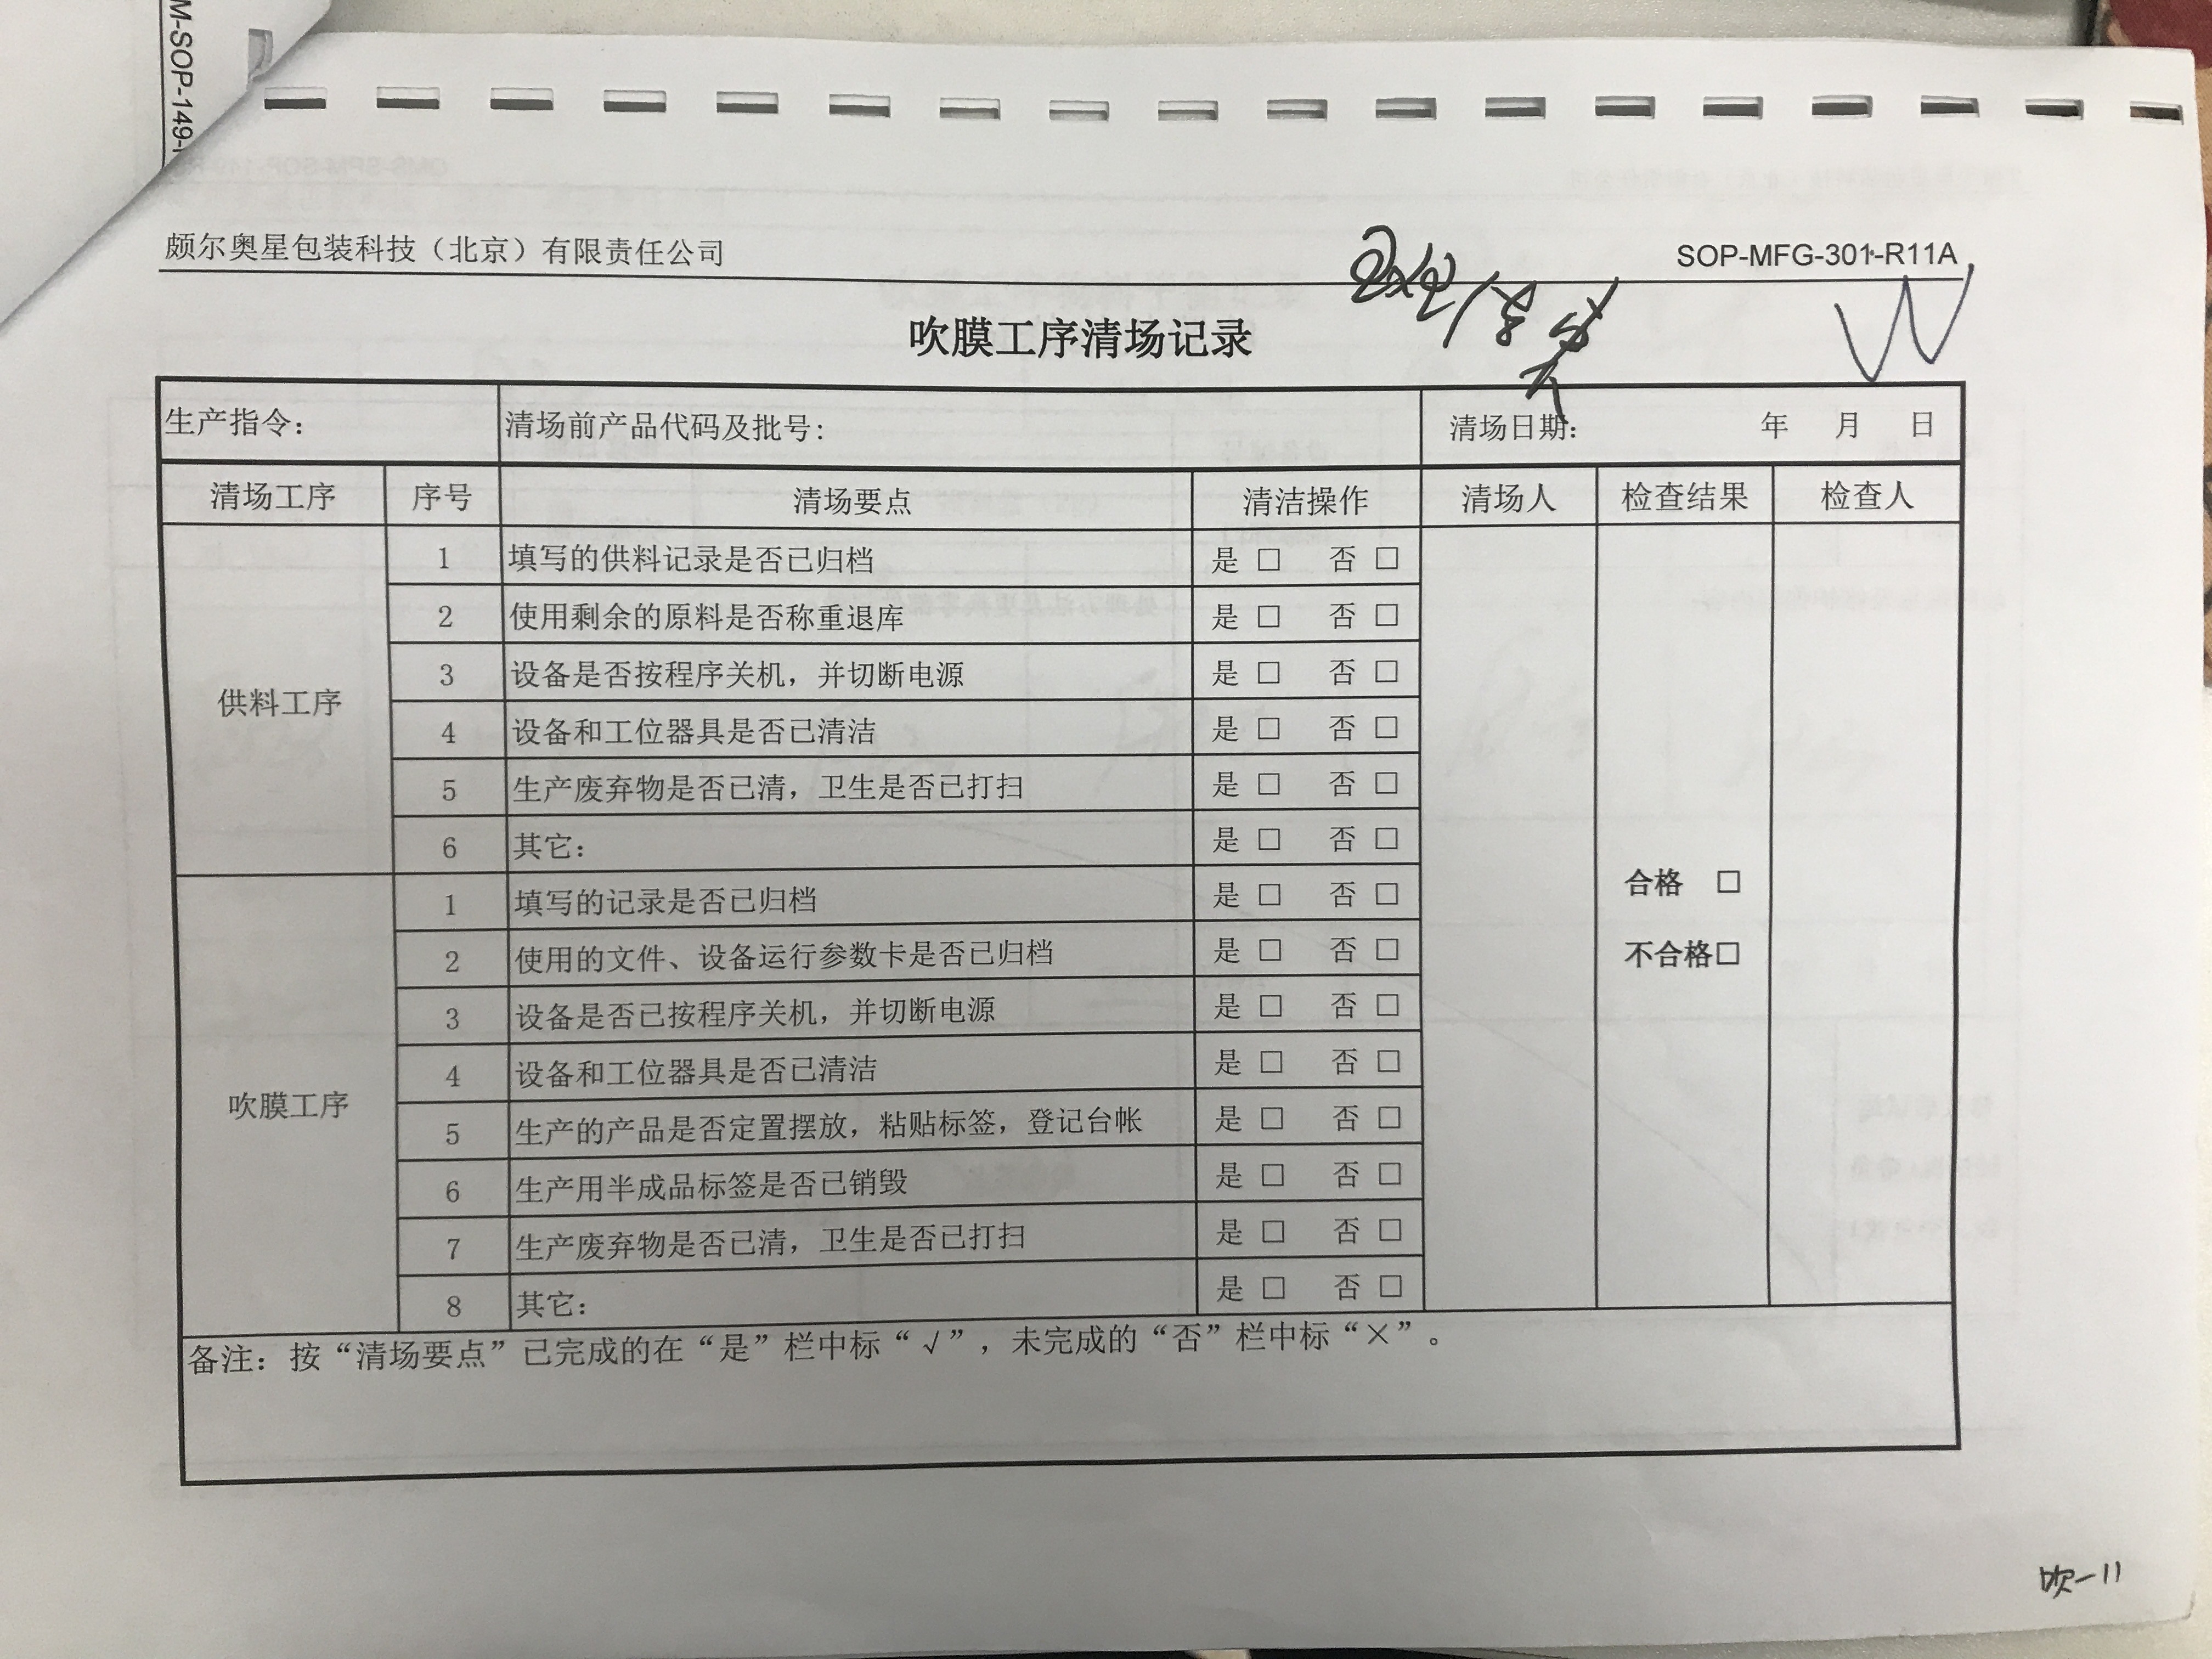 M-SOP-149-
颇尔奥星包装科技（北京）有限责任公司 SOP-MFG-301-R11A
吹膜工序清场记录
生产指令： 清场前产品代码及批号： 清场日期： 年 月 日
清场工序 序号 清场要点 清洁操作 清场人 检查结果 检查人
供料工序
1 填写的供料记录是否已归档 是 □ 否 □
2 使用剩余的原料是否称重退库 是 □ 否 □
3 设备是否按程序关机，并切断电源 是 □ 否 □
4 设备和工位器具是否已清洁 是 □ 否 □
5 生产废弃物是否已清，卫生是否已打扫 是 □ 否 □
6 其它： 是 □ 否 □
吹膜工序
1 填写的记录是否已归档 是 □ 否 □
2 使用的文件、设备运行参数卡是否已归档 是 □ 否 □
3 设备是否已按程序关机，并切断电源 是 □ 否 □
4 设备和工位器具是否已清洁 是 □ 否 □
5 生产的产品是否定置摆放，粘贴标签，登记台帐 是 □ 否 □
6 生产用半成品标签是否已销毁 是 □ 否 □
7 生产废弃物是否已清，卫生是否已打扫 是 □ 否 □
8 其它： 是 □ 否 □
合格 □
不合格□
备注：按“清场要点”已完成的在“是”栏中标“√”，未完成的“否”栏中标“×”。
吹-11